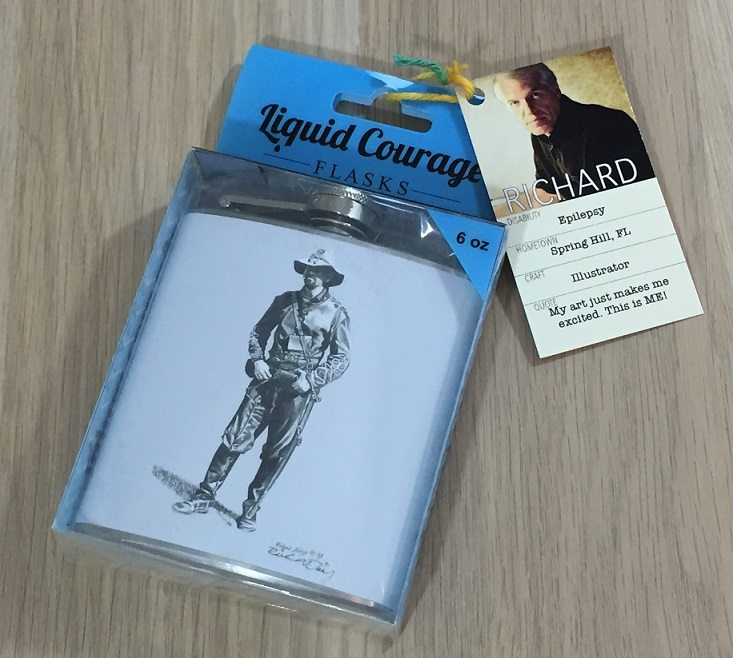 Liquid Courage
FLASKS
6 oz
RICHARD
DISABILITY
Epilepsy
HOMETOWN
Spring Hill, FL
CRAFT
Illustrator
QUOTE
My art just makes me
excited. This is ME!